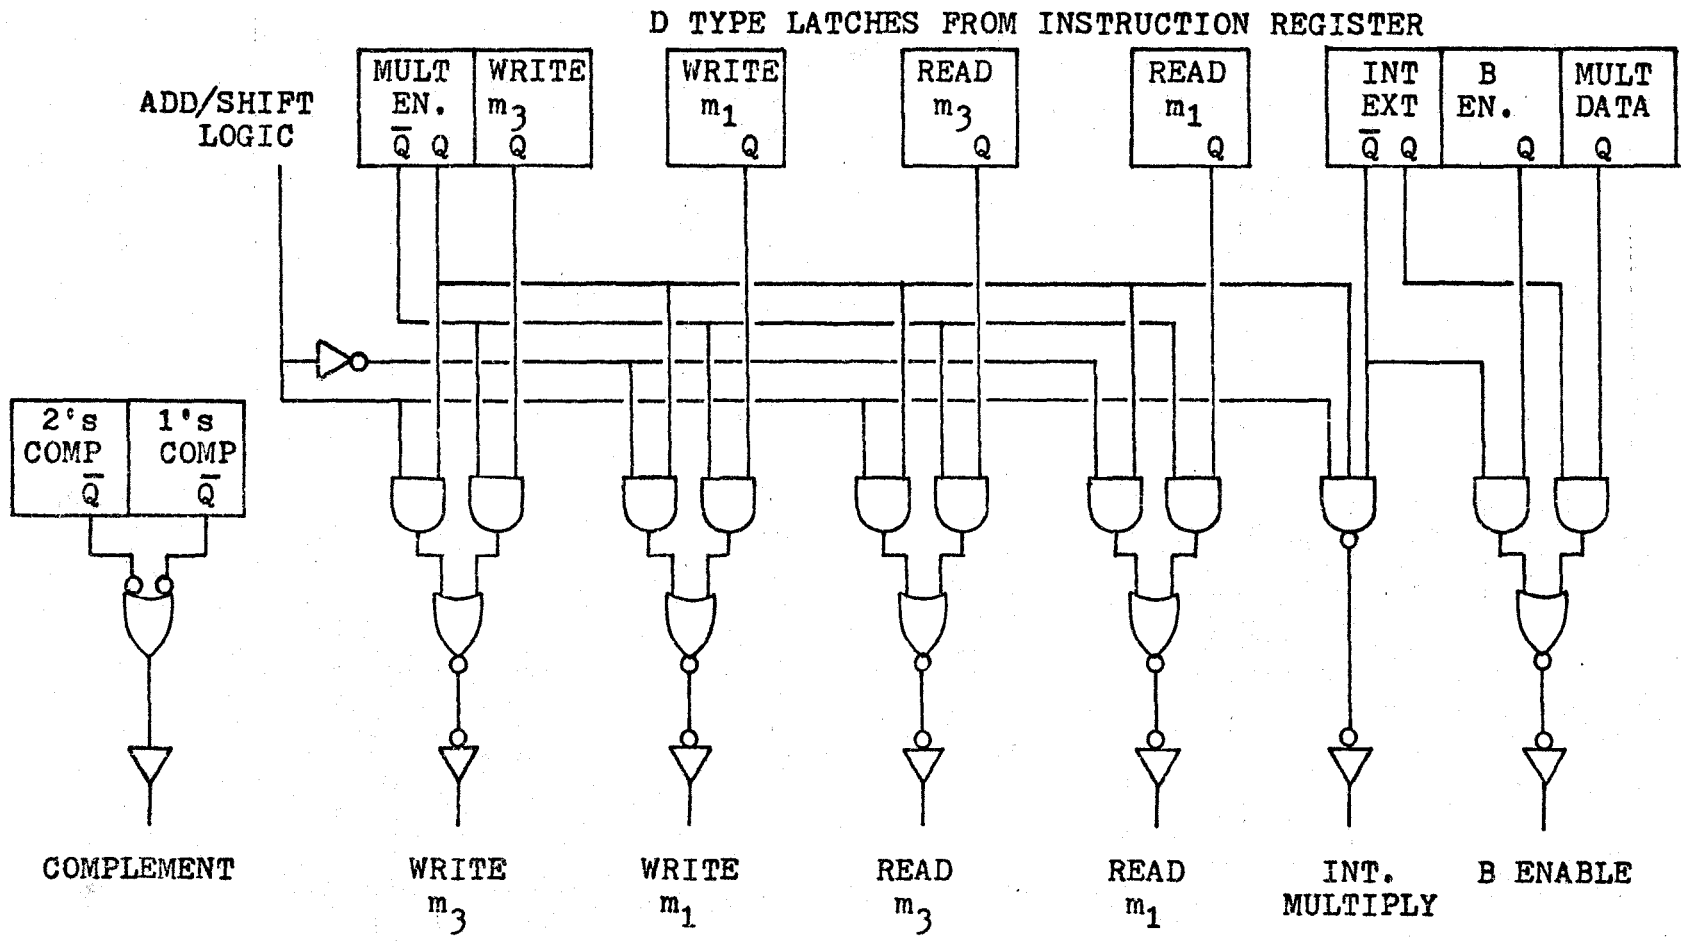 D TYPE LATCHES FROM INSTRUCTION REGISTER
ADD/SHIFT
LOGIC
MULT
EN.
Q̅ Q
WRITE
m3
Q
WRITE
m1
Q
READ
m3
Q
READ
m1
Q
INT
EXT
Q̅ Q
B
EN.
Q
MULT
DATA
Q
2's
COMP
Q̅
1's
COMP
Q̅
COMPLEMENT
WRITE
m3
WRITE
m1
READ
m3
READ
m1
INT.
MULTIPLY
B ENABLE